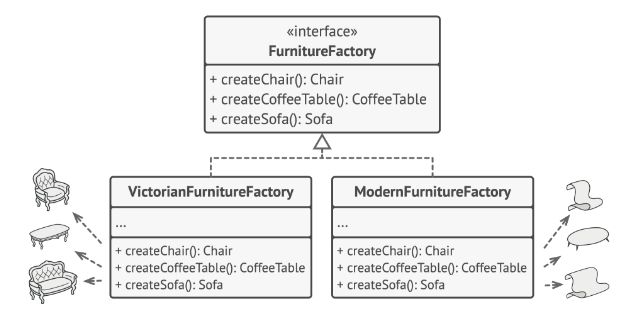 «interface»
FurnitureFactory
+ createChair(): Chair
+ createCoffeeTable(): CoffeeTable
+ createSofa(): Sofa
VictorianFurnitureFactory
...
+ createChair(): Chair
+ createCoffeeTable(): CoffeeTable
+ createSofa(): Sofa
ModernFurnitureFactory
...
+ createChair(): Chair
+ createCoffeeTable(): CoffeeTable
+ createSofa(): Sofa